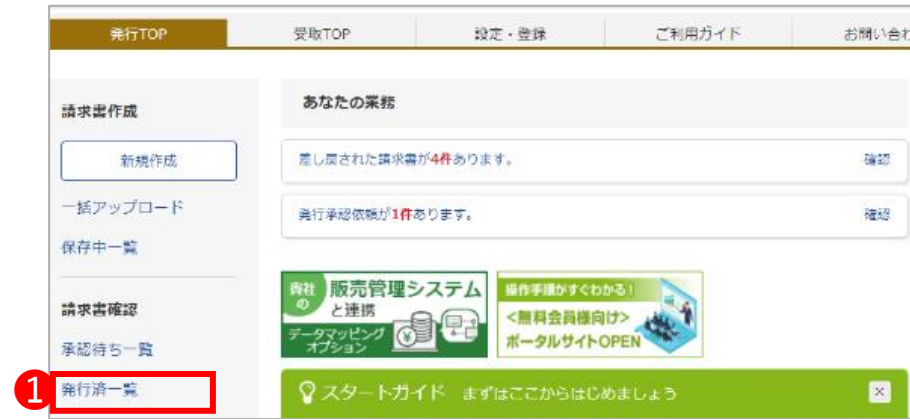 発行TOP
受取TOP
設定・登録
ご利用ガイド
お問い合わ
請求書作成
新規作成
一括アップロード
保存中一覧
請求書確認
承認待ち一覧
1
発行済一覧
あなたの業務
差し戻された請求書が4件あります。
確認
発行承認依頼が1件あります。
確認
貴社の
販売管理システム
と連携
データマッピング
オプション
操作手順がすぐわかる！
<無料会員様向け>
ポータルサイトOPEN
スタートガイド まずはここからはじめましょう
×